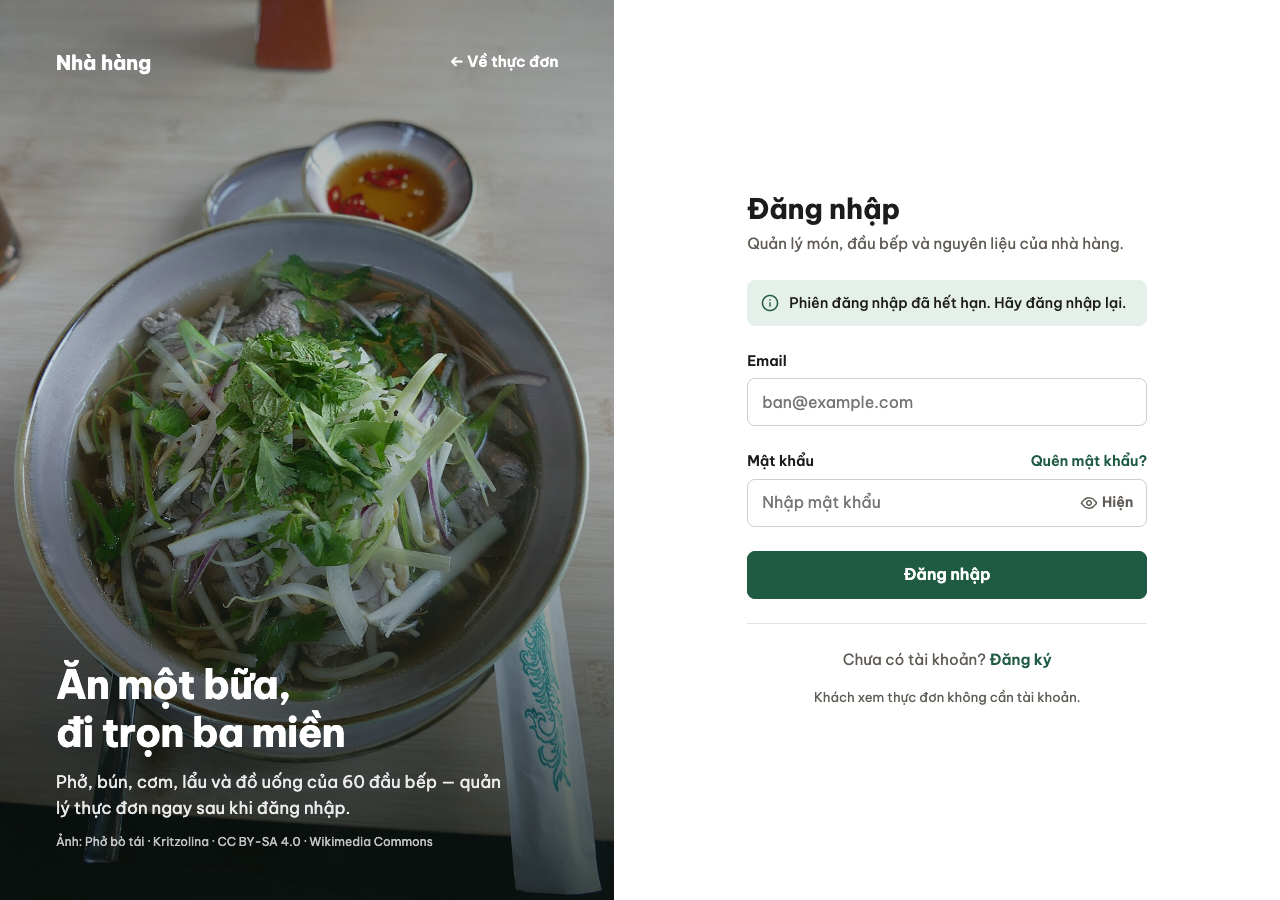 Nhà hàng
← Về thực đơn
Ăn một bữa,
đi trọn ba miền
Phở, bún, cơm, lẩu và đồ uống của 60 đầu bếp — quản
lý thực đơn ngay sau khi đăng nhập.
Ảnh: Phở bò tái · Kritzolina · CC BY-SA 4.0 · Wikimedia Commons
Đăng nhập
Quản lý món, đầu bếp và nguyên liệu của nhà hàng.
Phiên đăng nhập đã hết hạn. Hãy đăng nhập lại.
Email
ban@example.com
Mật khẩu
Quên mật khẩu?
Nhập mật khẩu
Hiện
Đăng nhập
Chưa có tài khoản? Đăng ký
Khách xem thực đơn không cần tài khoản.